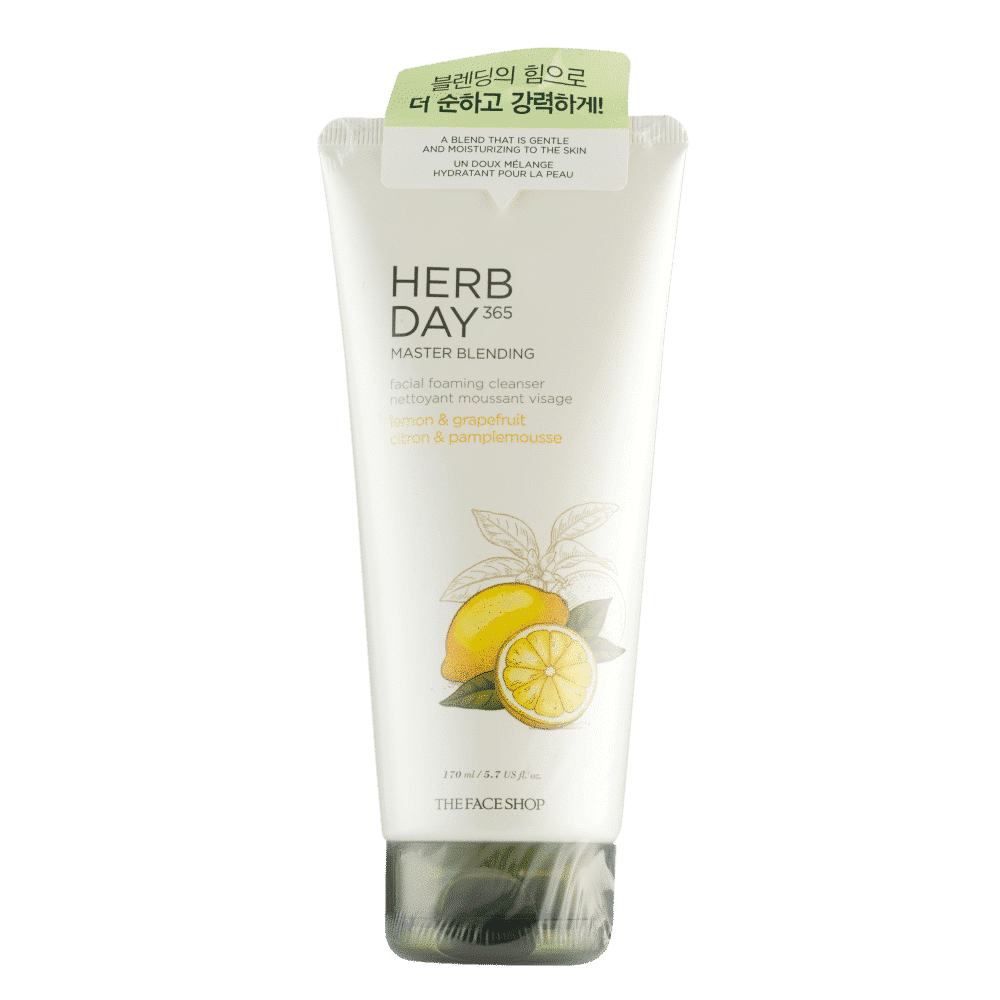 블렌딩의 힘으로
더 순하고 강력하게!
A BLEND THAT IS GENTLE
AND MOISTURIZING TO THE SKIN
UN DOUX MÉLANGE
HYDRATANT POUR LA PEAU
HERB
DAY 365
MASTER BLENDING
facial foaming cleanser
nettoyant moussant visage
lemon & grapefruit
citron & pamplemousse
170 ml / 5.7 US fl. oz.
THE FACE SHOP